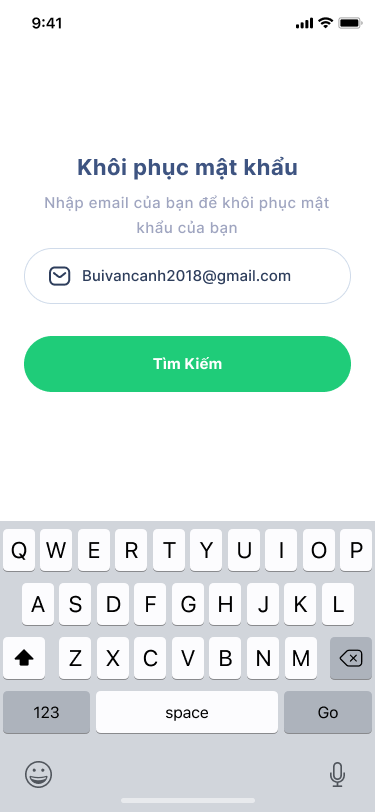 9:41
Khôi phục mật khẩu
Nhập email của bạn để khôi phục mật
khẩu của bạn
Buivancanh2018@gmail.com
Tìm Kiếm
Q W E R T Y U I O P
A S D F G H J K L
Z X C V B N M
123 space Go